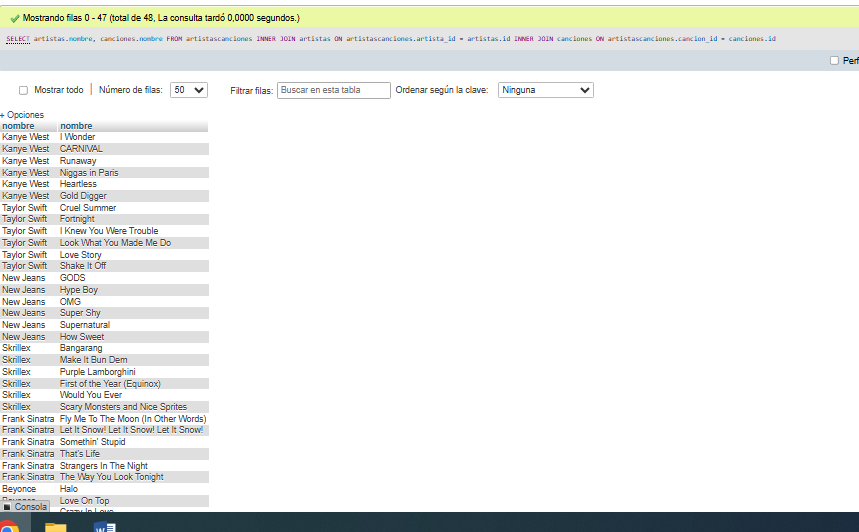 Mostrando filas 0 - 47 (total de 48, La consulta tardó 0,0000 segundos.)
SELECT artistas.nombre, canciones.nombre FROM artistascanciones INNER JOIN artistas ON artistascanciones.artista_id = artistas.id INNER JOIN canciones ON artistascanciones.cancion_id = canciones.id
Perf
Mostrar todo | Número de filas: 50 Filtrar filas: Buscar en esta tabla Ordenar según la clave: Ninguna
+ Opciones
nombre nombre
Kanye West I Wonder
Kanye West CARNIVAL
Kanye West Runaway
Kanye West Niggas in Paris
Kanye West Heartless
Kanye West Gold Digger
Taylor Swift Cruel Summer
Taylor Swift Fortnight
Taylor Swift I Knew You Were Trouble
Taylor Swift Look What You Made Me Do
Taylor Swift Love Story
Taylor Swift Shake It Off
New Jeans GODS
New Jeans Hype Boy
New Jeans OMG
New Jeans Super Shy
New Jeans Supernatural
New Jeans How Sweet
Skrillex Bangarang
Skrillex Make It Bun Dem
Skrillex Purple Lamborghini
Skrillex First of the Year (Equinox)
Skrillex Would You Ever
Skrillex Scary Monsters and Nice Sprites
Frank Sinatra Fly Me To The Moon (In Other Words)
Frank Sinatra Let It Snow! Let It Snow! Let It Snow!
Frank Sinatra Somethin' Stupid
Frank Sinatra That's Life
Frank Sinatra Strangers In The Night
Frank Sinatra The Way You Look Tonight
Beyonce Halo
Beyonce Love On Top
Consola Crazy In Love